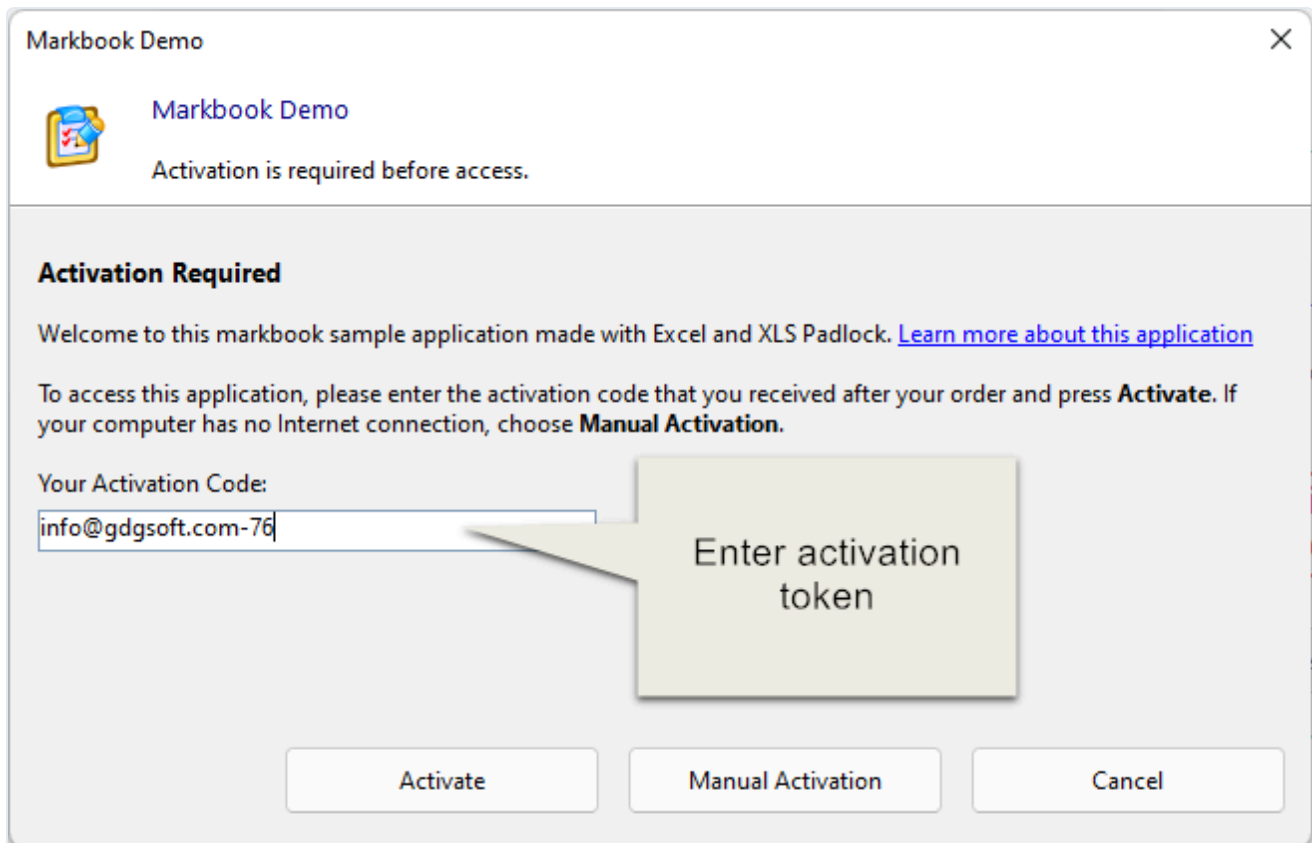 Markbook Demo
Markbook Demo
Activation is required before access.
Activation Required
Welcome to this markbook sample application made with Excel and XLS Padlock. Learn more about this application
To access this application, please enter the activation code that you received after your order and press Activate. If
your computer has no Internet connection, choose Manual Activation.
Your Activation Code:
info@gdgsoft.com-76
Enter activation
token
Activate
Manual Activation
Cancel